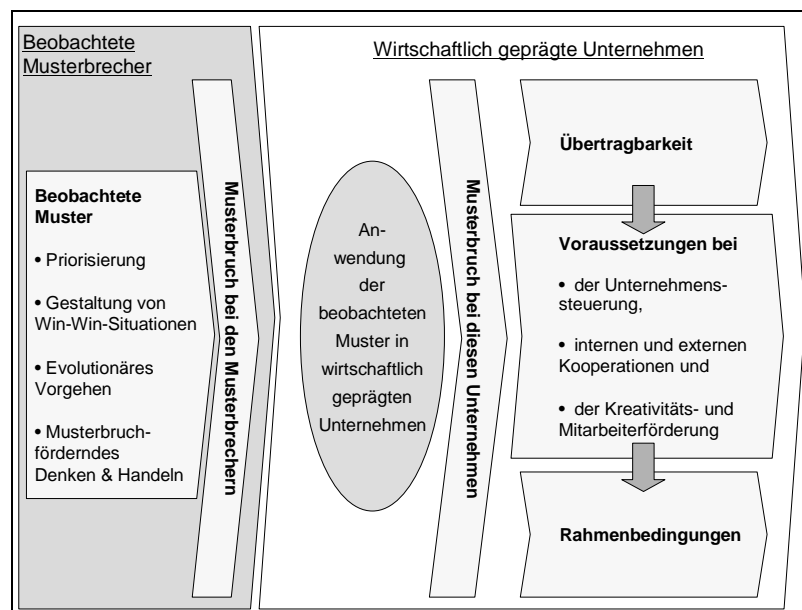 Beobachtete
Musterbrecher
Beobachtete
Muster
• Priorisierung
• Gestaltung von
Win-Win-Situationen
• Evolutionäres
Vorgehen
• Musterbruch-
förderndes
Denken & Handeln
Musterbruch bei den Musterbrechern
Wirtschaftlich geprägte Unternehmen
An-
wendung
der
beobachteten
Muster in
wirtschaftlich
geprägten
Unternehmen
Musterbruch bei diesen Unternehmen
Übertragbarkeit
Voraussetzungen bei
• der Unternehmens-
steuerung,
• internen und externen
Kooperationen und
• der Kreativitäts- und
Mitarbeiterförderung
Rahmenbedingungen